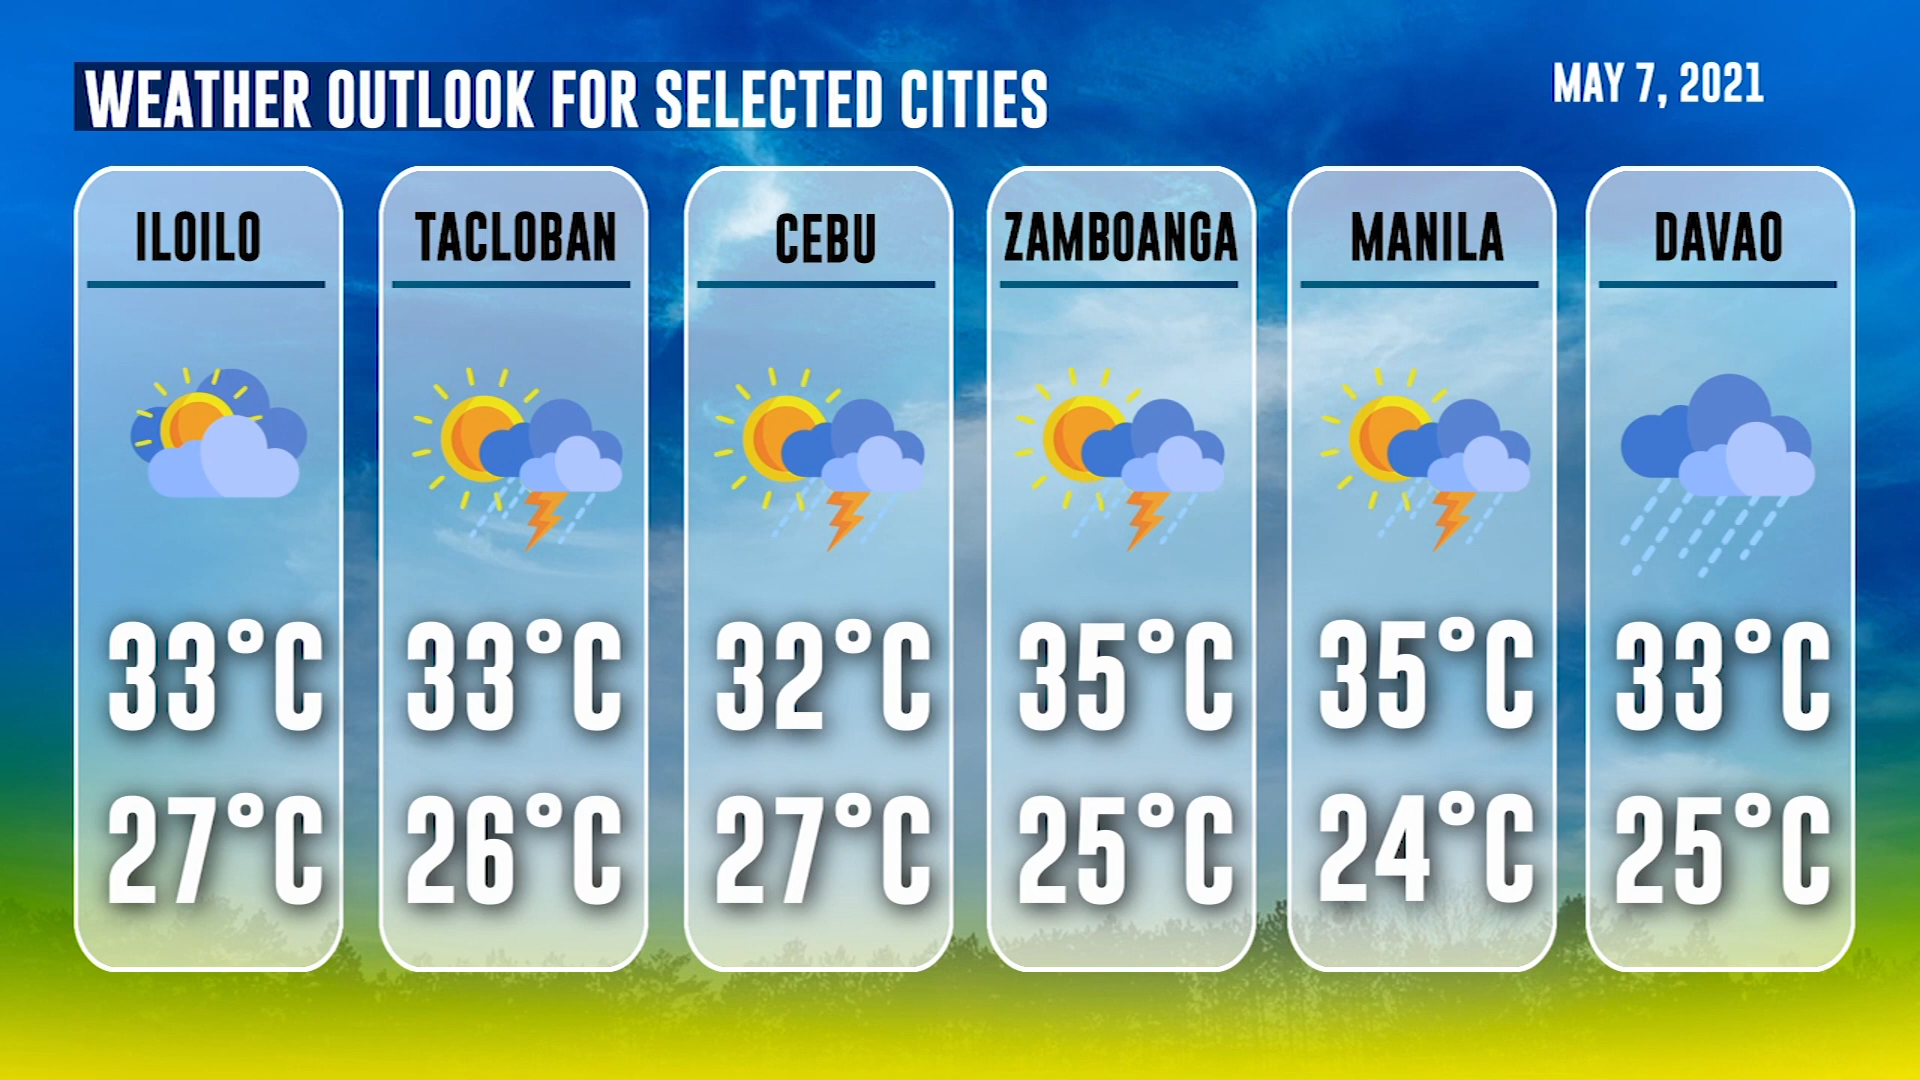 WEATHER OUTLOOK FOR SELECTED CITIES
MAY 7, 2021
ILOILO
33°C
27°C
TACLOBAN
33°C
26°C
CEBU
32°C
27°C
ZAMBOANGA
35°C
25°C
MANILA
35°C
24°C
DAVAO
33°C
25°C